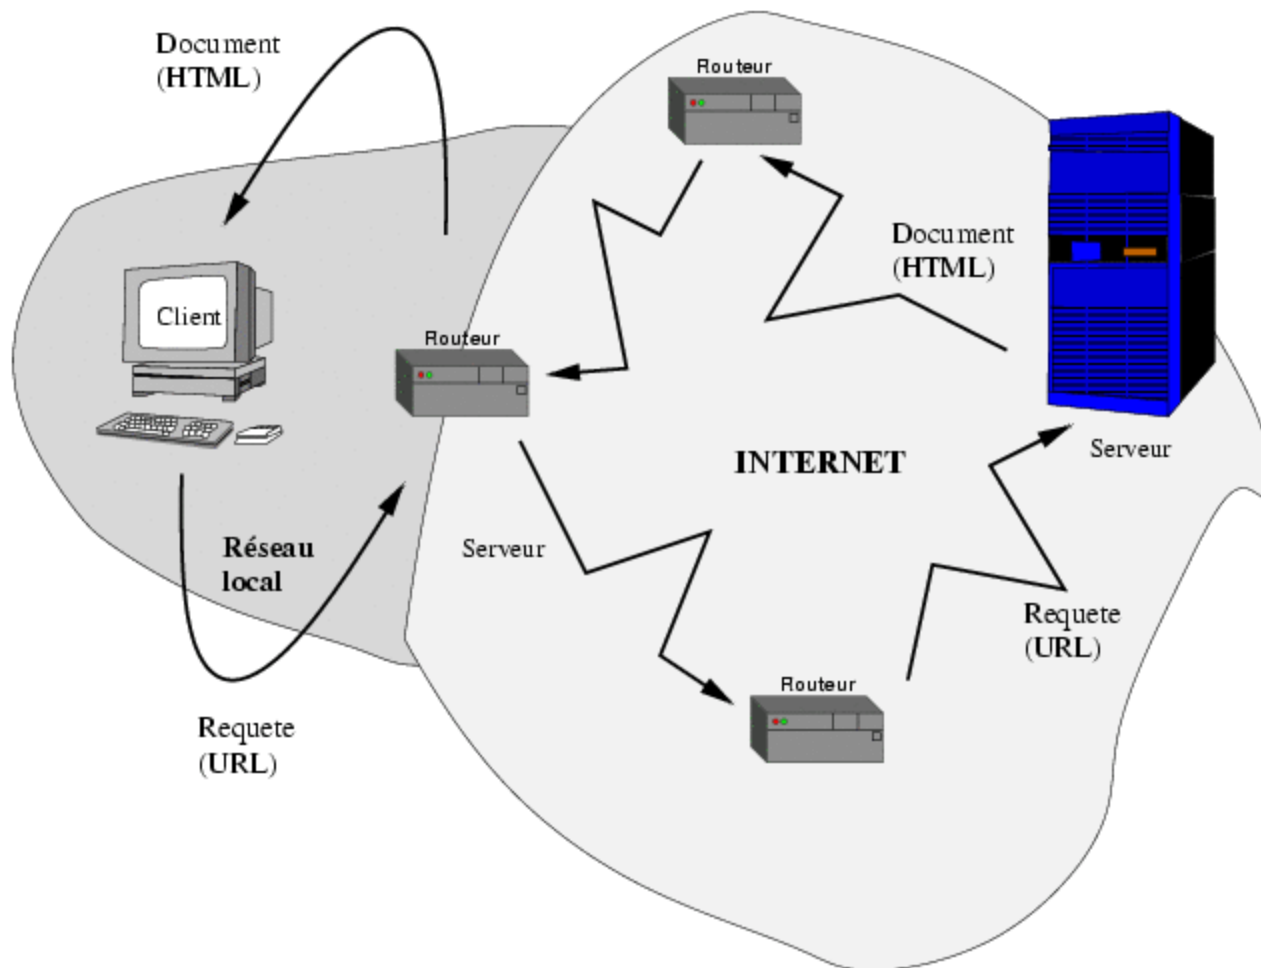 Document
(HTML)
Routeur
Document
(HTML)
Client
Routeur
INTERNET
Serveur
Réseau
local
Serveur
Requete
(URL)
Routeur
Requete
(URL)